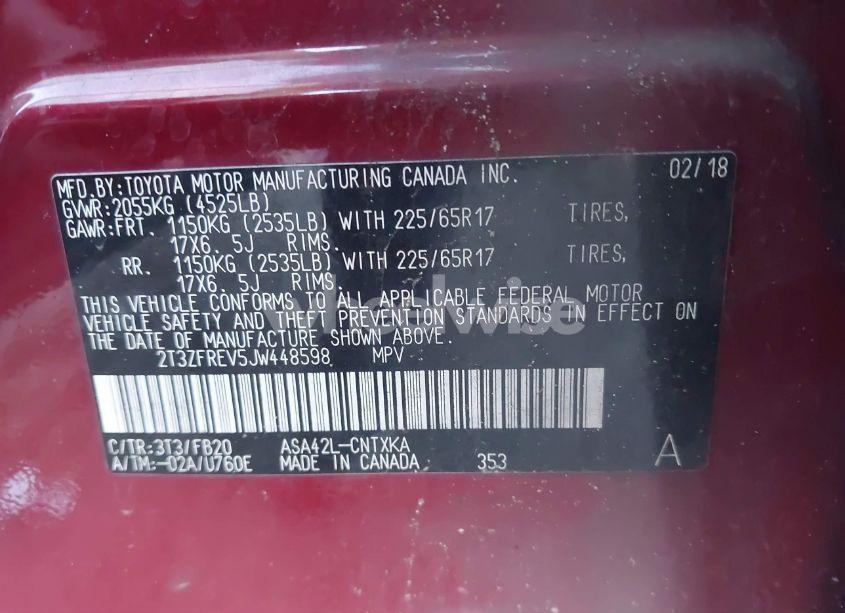 MFD.BY:TOYOTA MOTOR MANUFACTURING CANADA INC. 02/18
GVWR:2055KG (4525LB)
GAWR:FRT. 1150KG (2535LB) WITH 225/65R17 TIRES,
17X6. 5J RIMS.
RR. 1150KG (2535LB) WITH 225/65R17 TIRES,
17X6. 5J RIMS.
THIS VEHICLE CONFORMS TO ALL APPLICABLE FEDERAL MOTOR
VEHICLE SAFETY AND THEFT PREVENTION STANDARDS IN EFFECT ON
THE DATE OF MANUFACTURE SHOWN ABOVE.
2T3ZFREV5JW448598 MPV
C/TR:3T3/FB20 ASA42L-CNTXKA
A/TM:-02A/U760E MADE IN CANADA 353 A